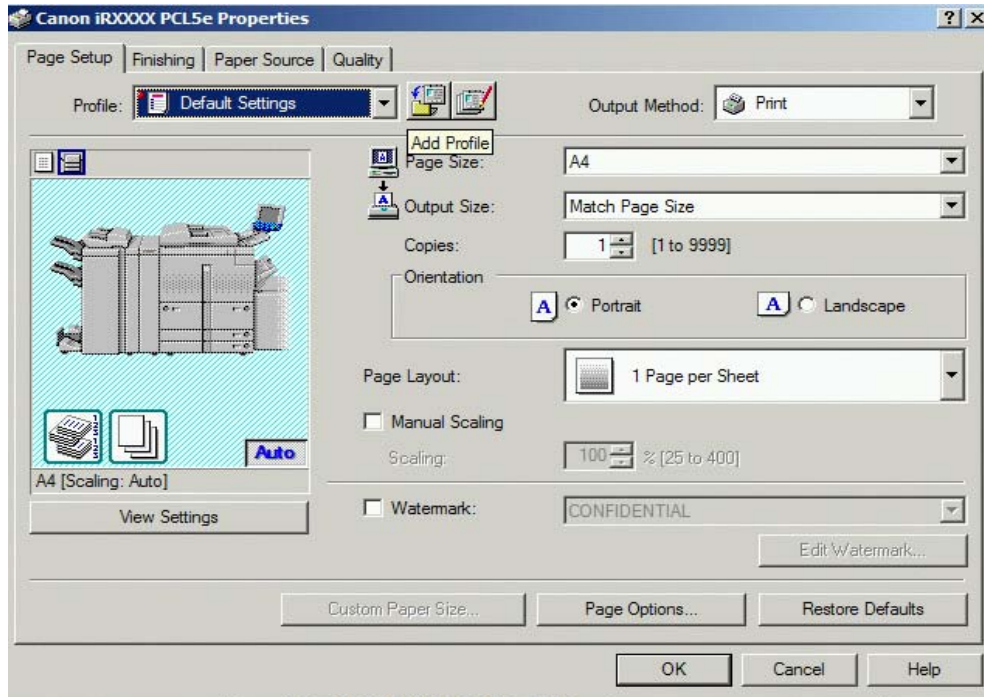 Canon iRXXXX PCL5e Properties
Page Setup Finishing Paper Source Quality
Profile: Default Settings Output Method: Print
Add Profile
Page Size: A4
Output Size: Match Page Size
Copies: 1 [1 to 9999]
Orientation
A Portrait A Landscape
Page Layout: 1 Page per Sheet
Manual Scaling
Scaling: 100 % [25 to 400]
Auto
A4 [Scaling: Auto]
View Settings
Watermark: CONFIDENTIAL
Edit Watermark...
Custom Paper Size... Page Options... Restore Defaults
OK Cancel Help